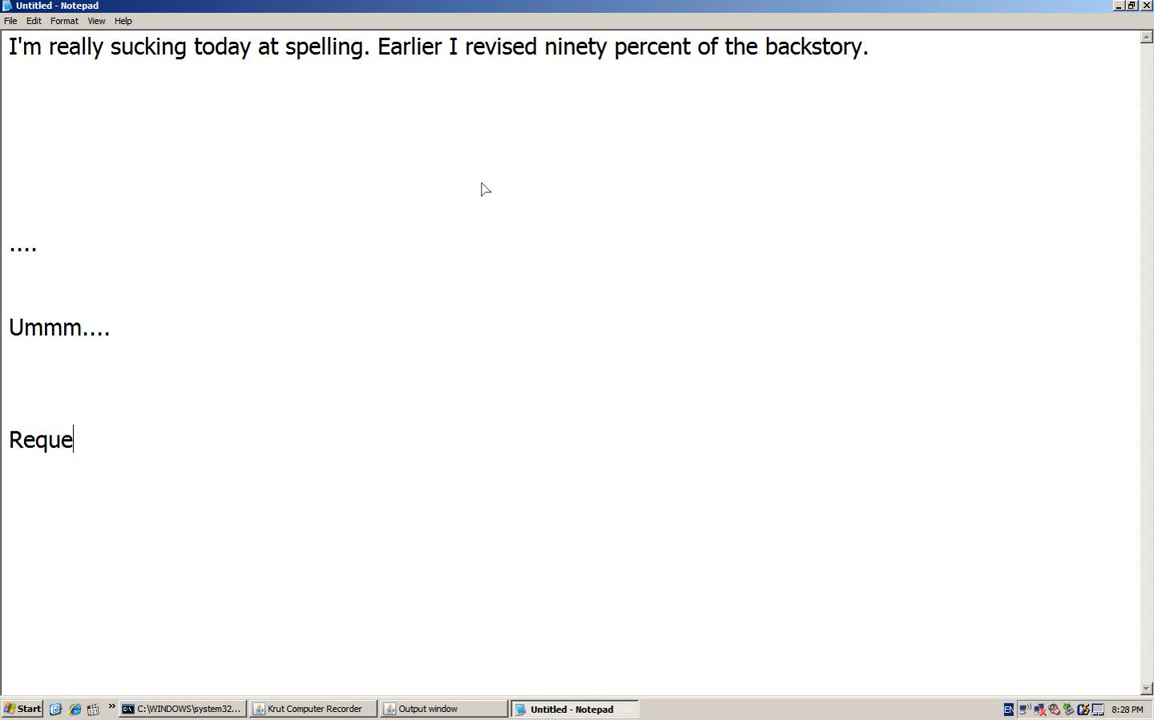 Untitled - Notepad
File Edit Format View Help
I'm really sucking today at spelling. Earlier I revised ninety percent of the backstory.
....
Ummm....
Reque
Start » C:\WINDOWS\system32... Krut Computer Recorder Output window Untitled - Notepad EN 8:28 PM